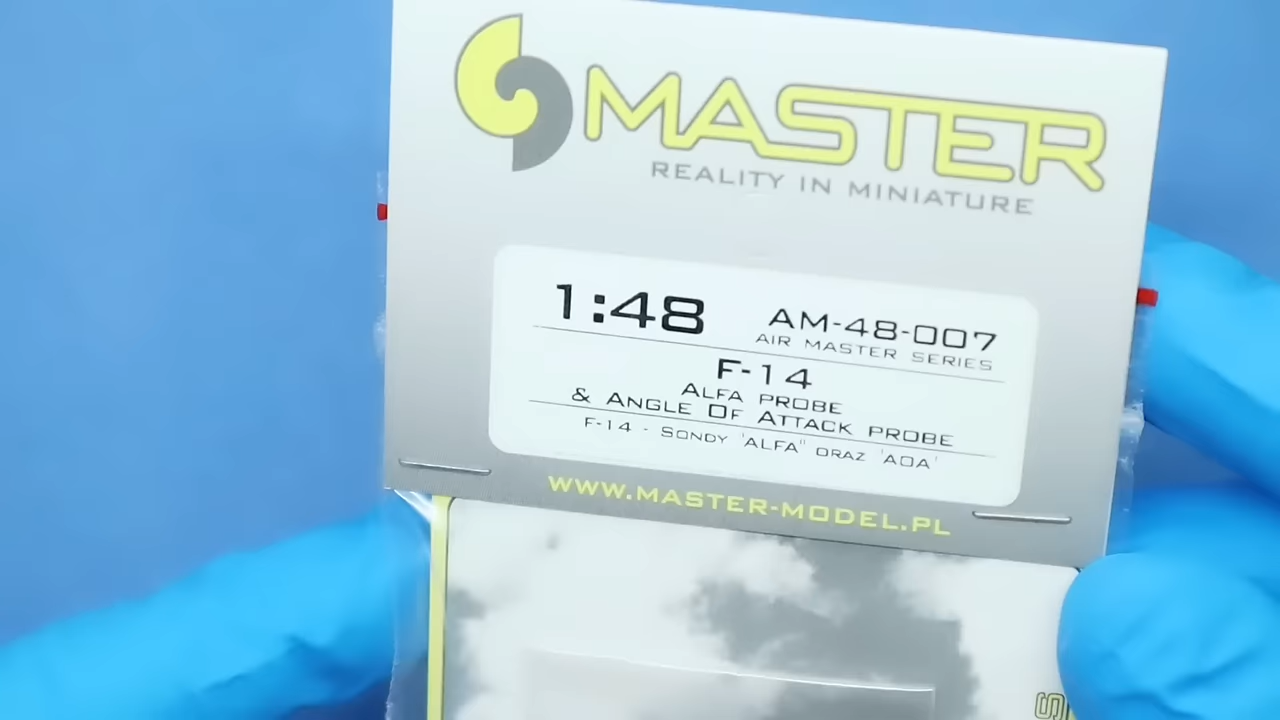 MASTER
REALITY IN MINIATURE
1:48 AM-48-007
AIR MASTER SERIES
F-14
ALFA PROBE
& ANGLE OF ATTACK PROBE
F-14 - SONDY 'ALFA" ORAZ 'AOA'
WWW.MASTER-MODEL.PL